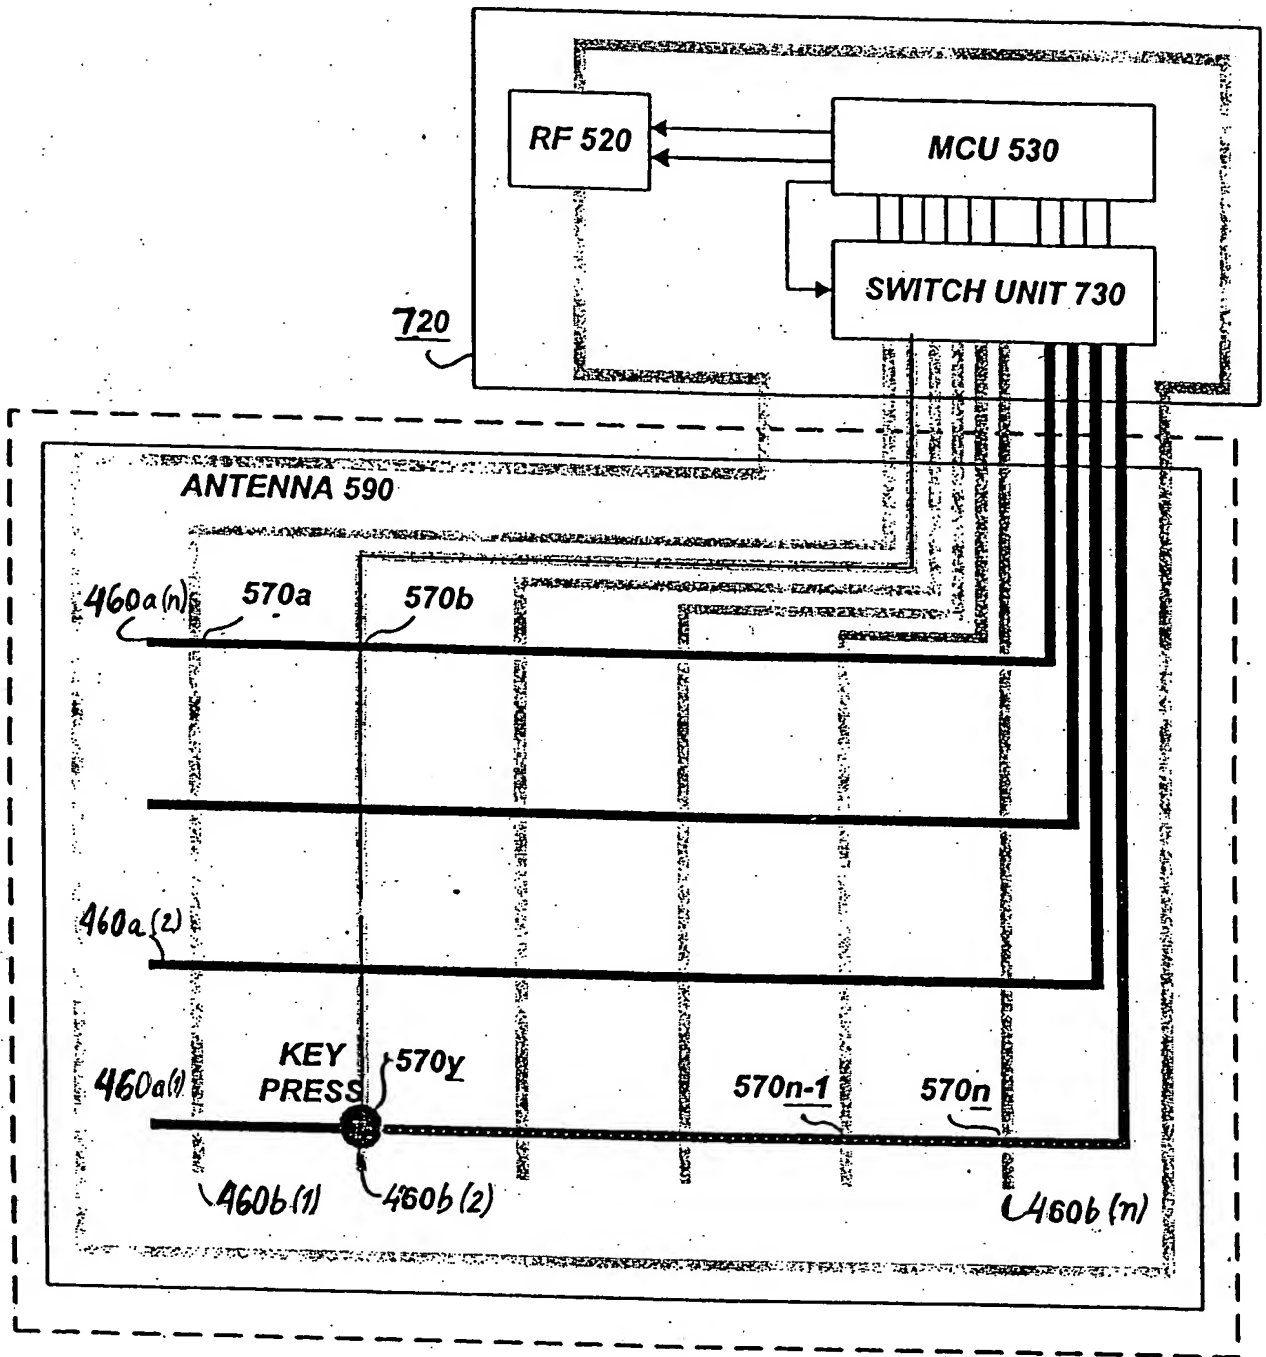 RF 520
MCU 530
SWITCH UNIT 730
720
ANTENNA 590
460a(n)
570a
570b
460a(2)
KEY
PRESS
570y
460a(1)
570n-1
570n
460b(1)
460b(2)
460b(n)